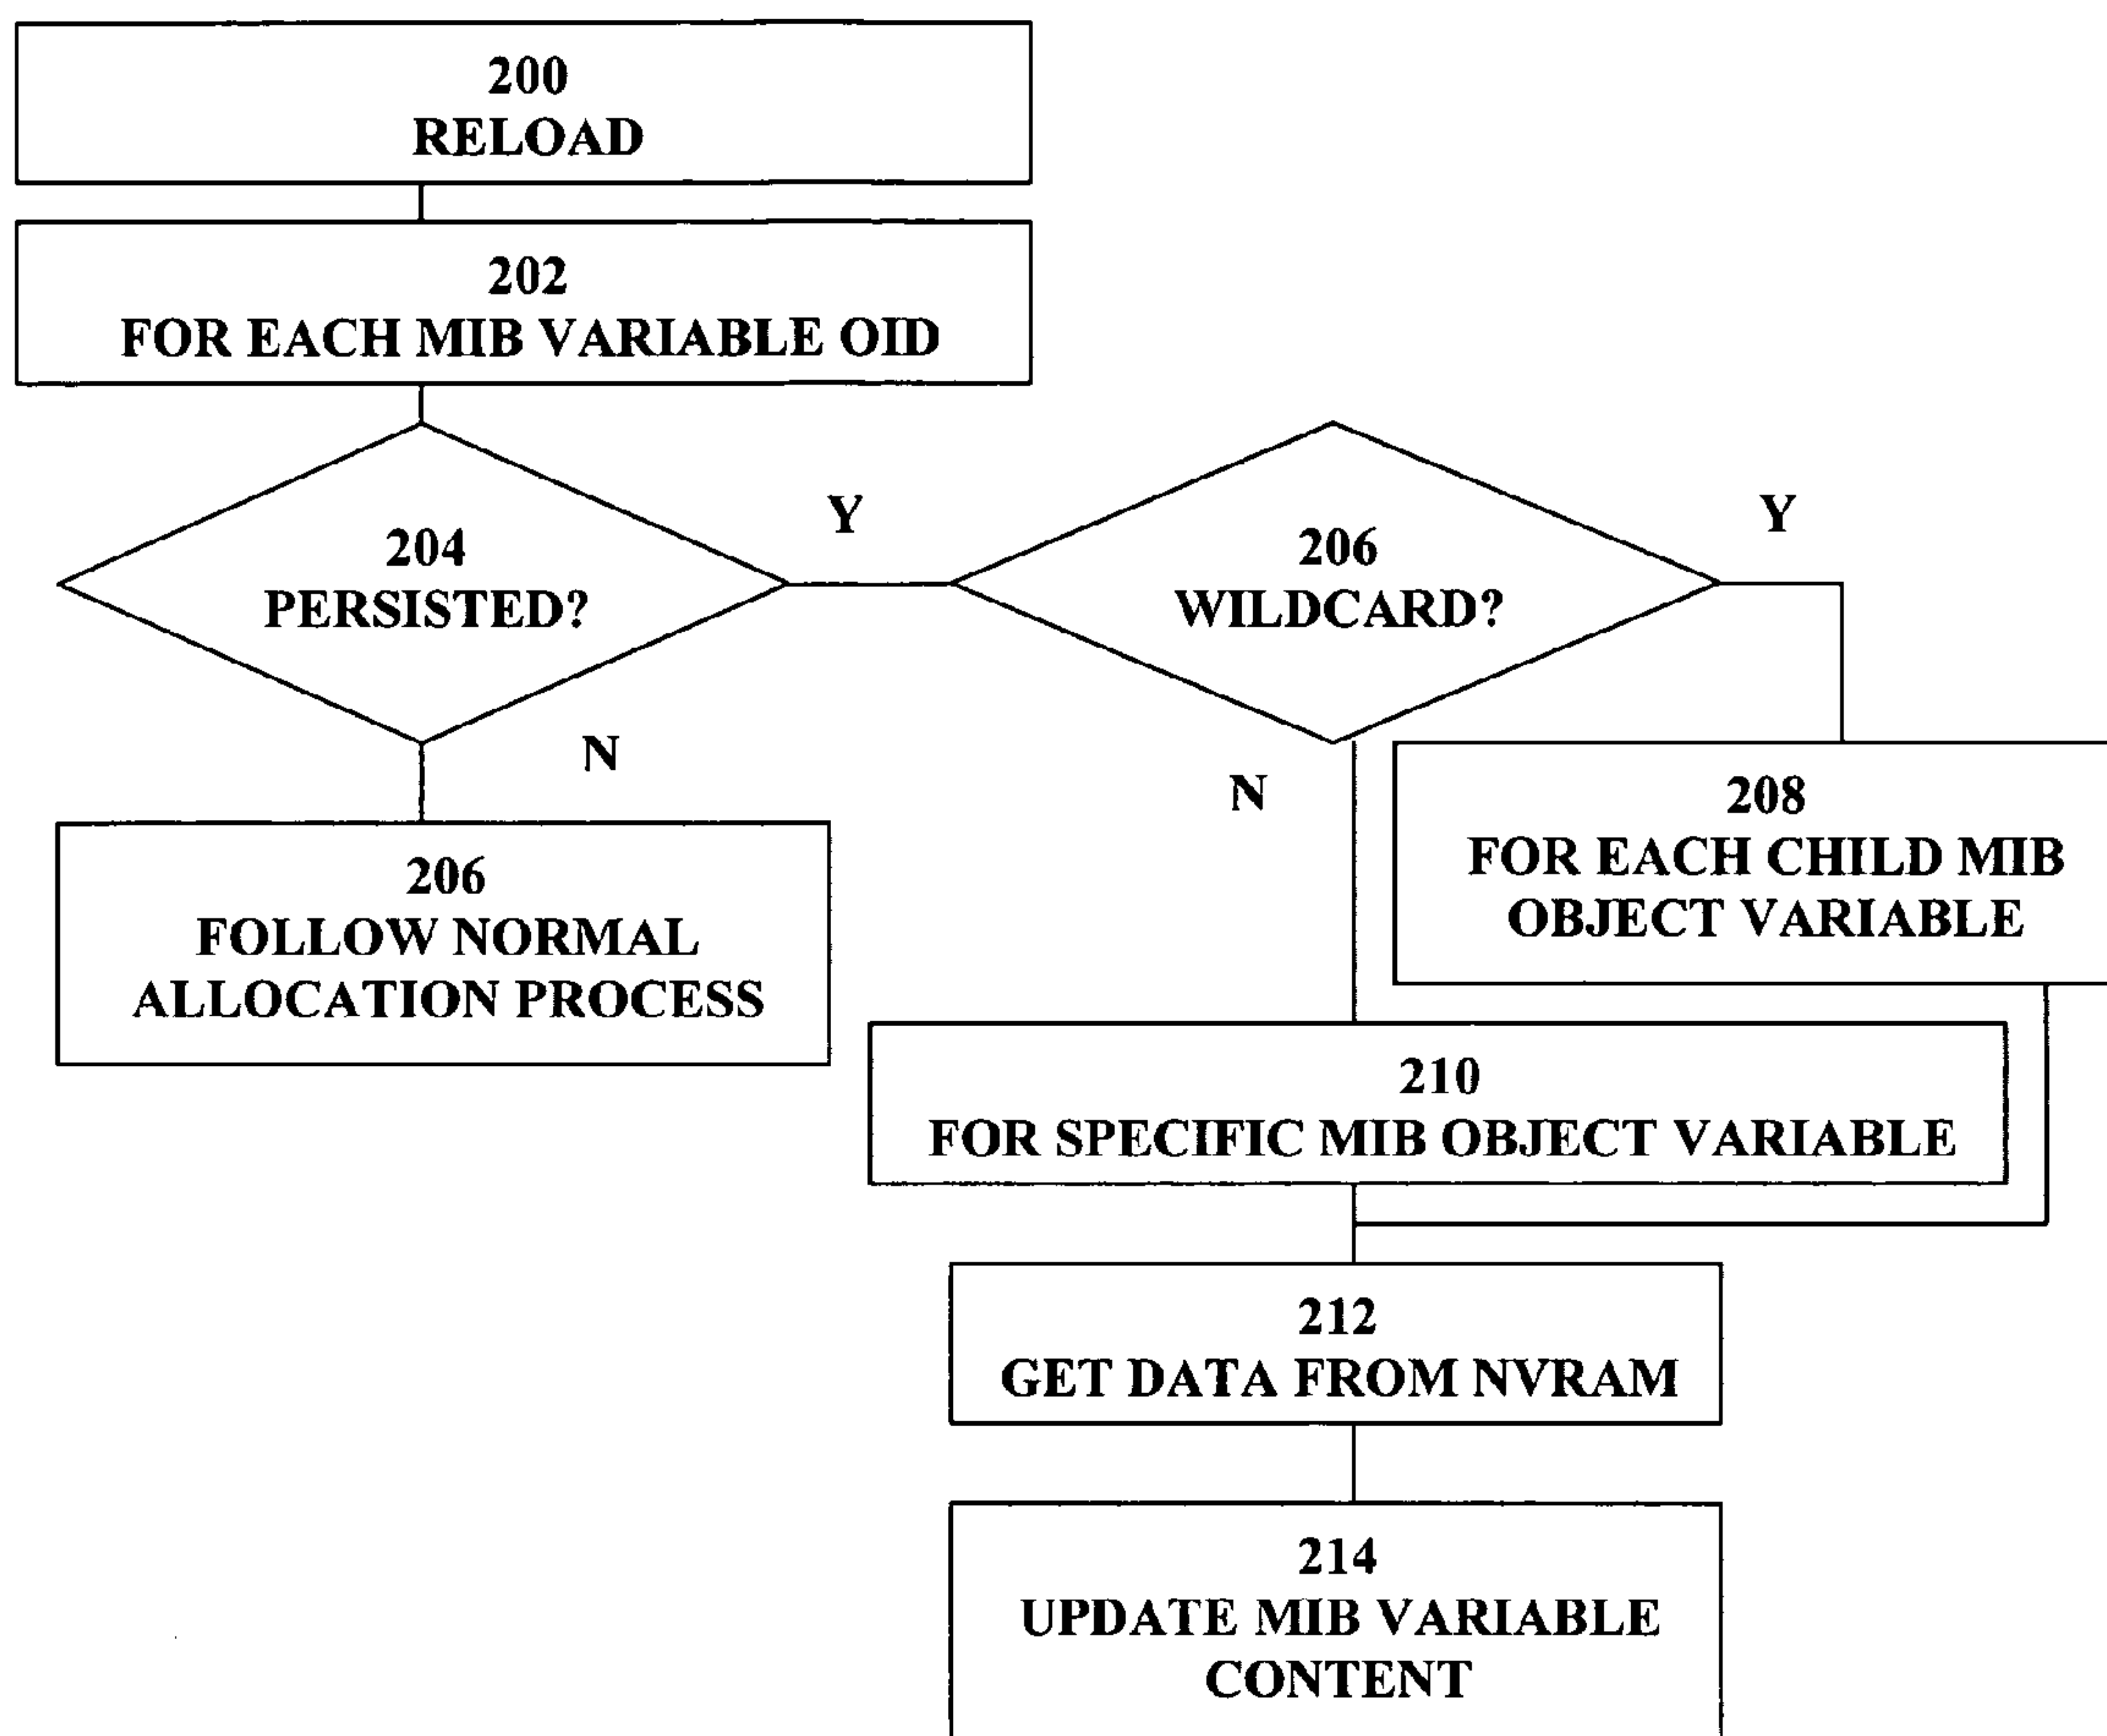 200
RELOAD
202
FOR EACH MIB VARIABLE OID
204
PERSISTED?
Y
206
WILDCARD?
Y
N
206
FOLLOW NORMAL
ALLOCATION PROCESS
N
208
FOR EACH CHILD MIB
OBJECT VARIABLE
210
FOR SPECIFIC MIB OBJECT VARIABLE
212
GET DATA FROM NVRAM
214
UPDATE MIB VARIABLE
CONTENT